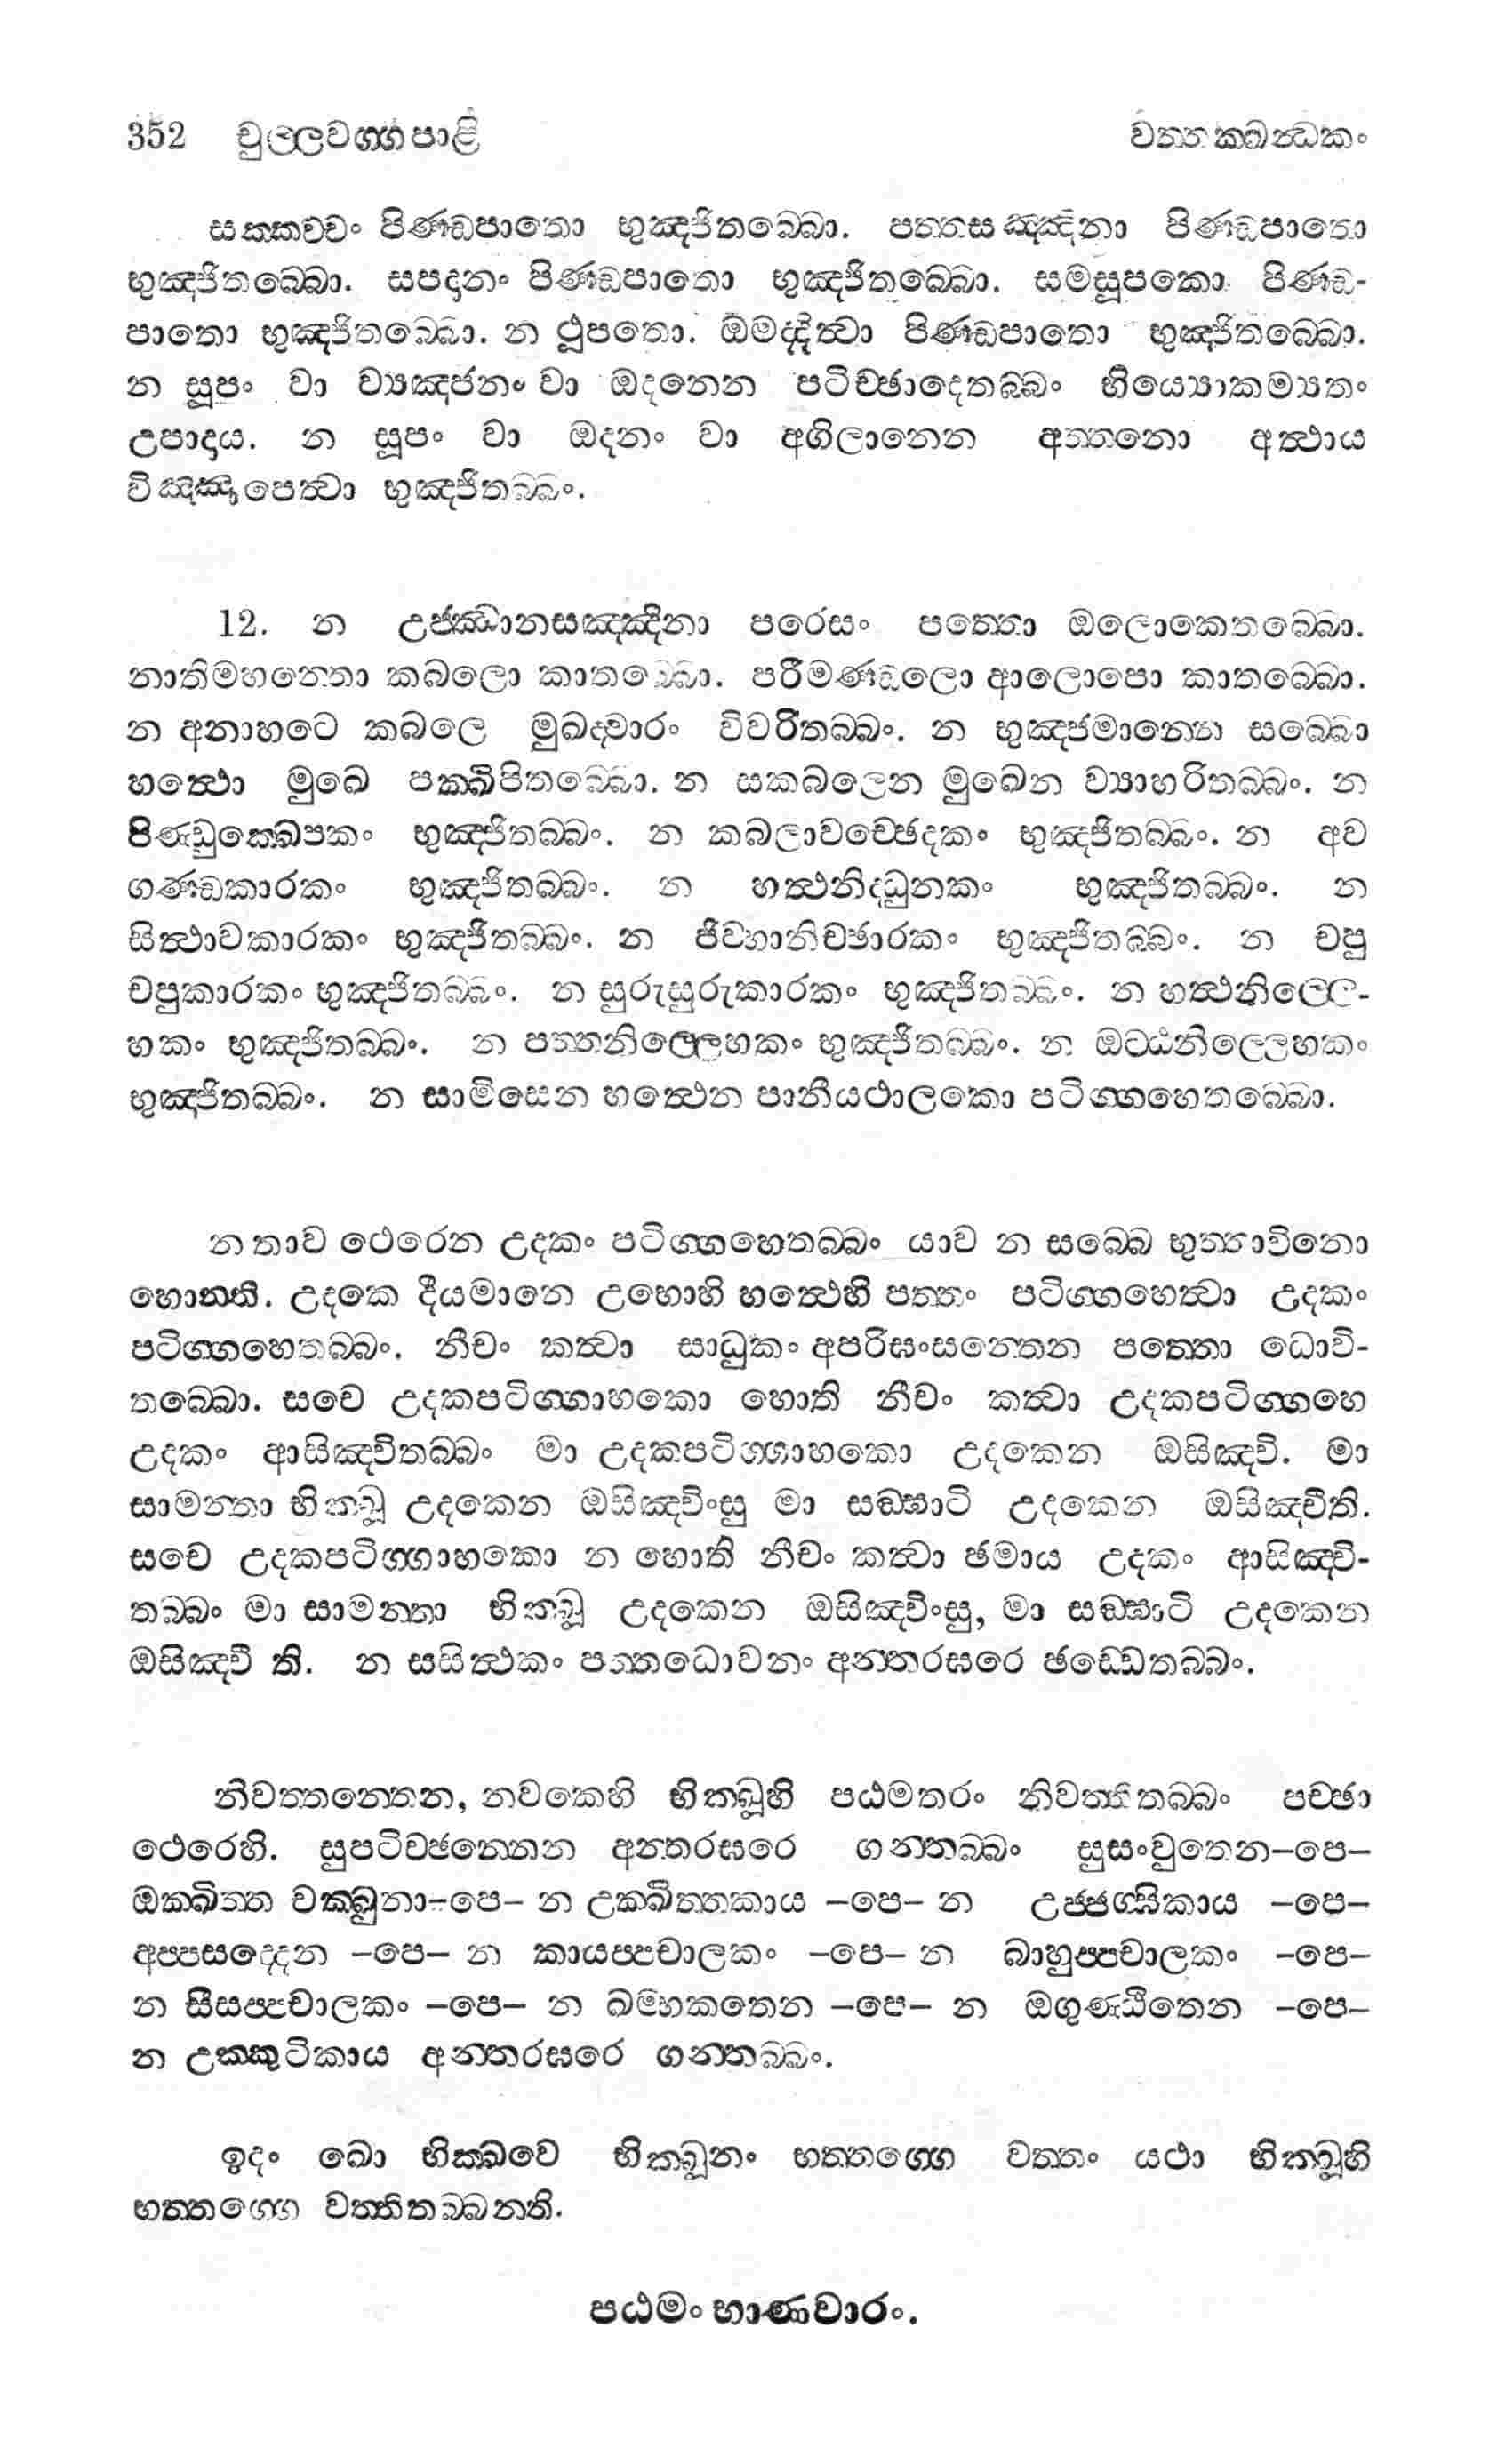 352 චුල්ලවග්ගපාළි වත්තක්ඛන්ධකං
සක්කච්චං පිණ්ඩපාතො භුඤ්ජිතබ්බො. පත්තසඤ්ඤිනා පිණ්ඩපාතො
භුඤ්ජිතබ්බො. සපදානං පිණ්ඩපාතො භුඤ්ජිතබ්බො. සමසූපකො පිණ්ඩ-
පාතො භුඤ්ජිතබ්බො. න ථූපතො. ඔමද්දිත්වා පිණ්ඩපාතො භුඤ්ජිතබ්බො.
න සූපං වා ව්‍යඤ්ජනං වා ඔදනෙන පටිච්ඡාදෙතබ්බං භිය්‍යොකම්‍යතං
උපාදාය. න සූපං වා ඔදනං වා අගිලානෙන අත්තනො අත්ථාය
විඤ්ඤාපෙත්වා භුඤ්ජිතබ්බං.
12. න උජ්ඣානසඤ්ඤිනා පරෙසං පත්තො ඔලොකෙතබ්බො.
නාතිමහන්තො කබලො කාතබ්බො. පරිමණ්ඩලො ආලොපො කාතබ්බො.
න අනාහටෙ කබලෙ මුඛද්වාරං විවරිතබ්බං. න භුඤ්ජමානෙන සබ්බො
හත්ථො මුඛෙ පක්ඛිපිතබ්බො. න සකබලෙන මුඛෙන ව්‍යාහරිතබ්බං. න
පිණ්ඩුක්ඛෙපකං භුඤ්ජිතබ්බං. න කබලාවච්ඡෙදකං භුඤ්ජිතබ්බං. න අව
ගණ්ඩකාරකං භුඤ්ජිතබ්බං. න හත්ථනිද්ධුනකං භුඤ්ජිතබ්බං. න
සිත්ථාවකාරකං භුඤ්ජිතබ්බං. න ජිව්හානිච්ඡාරකං භුඤ්ජිතබ්බං. න චපු
චපුකාරකං භුඤ්ජිතබ්බං. න සුරුසුරුකාරකං භුඤ්ජිතබ්බං. න හත්ථනිල්ලෙ-
හකං භුඤ්ජිතබ්බං. න පත්තනිල්ලෙහකං භුඤ්ජිතබ්බං. න ඔට්ඨනිල්ලෙහකං
භුඤ්ජිතබ්බං. න සාමිසෙන හත්ථෙන පානීයථාලකො පටිග්ගහෙතබ්බො.
න තාව ථෙරෙන උදකං පටිග්ගහෙතබ්බං යාව න සබ්බෙ භුත්තාවිනො
හොන්ති. උදකෙ දීයමානෙ උභොහි හත්ථෙහි පත්තං පටිග්ගහෙත්වා උදකං
පටිග්ගහෙතබ්බං. නීචං කත්වා සාධුකං අපරිඝංසන්තෙන පත්තො ධොවි-
තබ්බො. සචෙ උදකපටිග්ගාහකො හොති නීචං කත්වා උදකපටිග්ගහෙ
උදකං ආසිඤ්චිතබ්බං මා උදකපටිග්ගාහකො උදකෙන ඔසිඤ්චි. මා
සාමන්තා භික්ඛූ උදකෙන ඔසිඤ්චිංසු මා සඞ්ඝාටි උදකෙන ඔසිඤ්චීති.
සචෙ උදකපටිග්ගාහකො න හොති නීචං කත්වා ඡමාය උදකං ආසිඤ්චි-
තබ්බං මා සාමන්තා භික්ඛූ උදකෙන ඔසිඤ්චිංසු, මා සඞ්ඝාටි උදකෙන
ඔසිඤ්චී ති. න සසිත්ථකං පත්තධොවනං අන්තරඝරෙ ඡඩ්ඩෙතබ්බං.
නිවත්තන්තෙන, නවකෙහි භික්ඛූහි පඨමතරං නිවත්තිතබ්බං පච්ඡා
ථෙරෙහි. සුපටිච්ඡන්නෙන අන්තරඝරෙ ගන්තබ්බං සුසංවුතෙන–පෙ–
ඔක්ඛිත්ත චක්ඛුනා–පෙ– න උක්ඛිත්තකාය –පෙ– න උජ්ජග්ඝිකාය –පෙ–
අප්පසද්දෙන –පෙ– න කායප්පචාලකං –පෙ– න බාහුප්පචාලකං –පෙ–
න සීසප්පචාලකං –පෙ– න ඛම්භකතෙන –පෙ– න ඔගුණ්ඨිතෙන –පෙ–
න උක්කුටිකාය අන්තරඝරෙ ගන්තබ්බං.
ඉදං ඛො භික්ඛවෙ භික්ඛූනං භත්තග්ගෙ වත්තං යථා භික්ඛූහි
භත්තග්ගෙ වත්තිතබ්බන්ති.
පඨමං භාණවාරං.